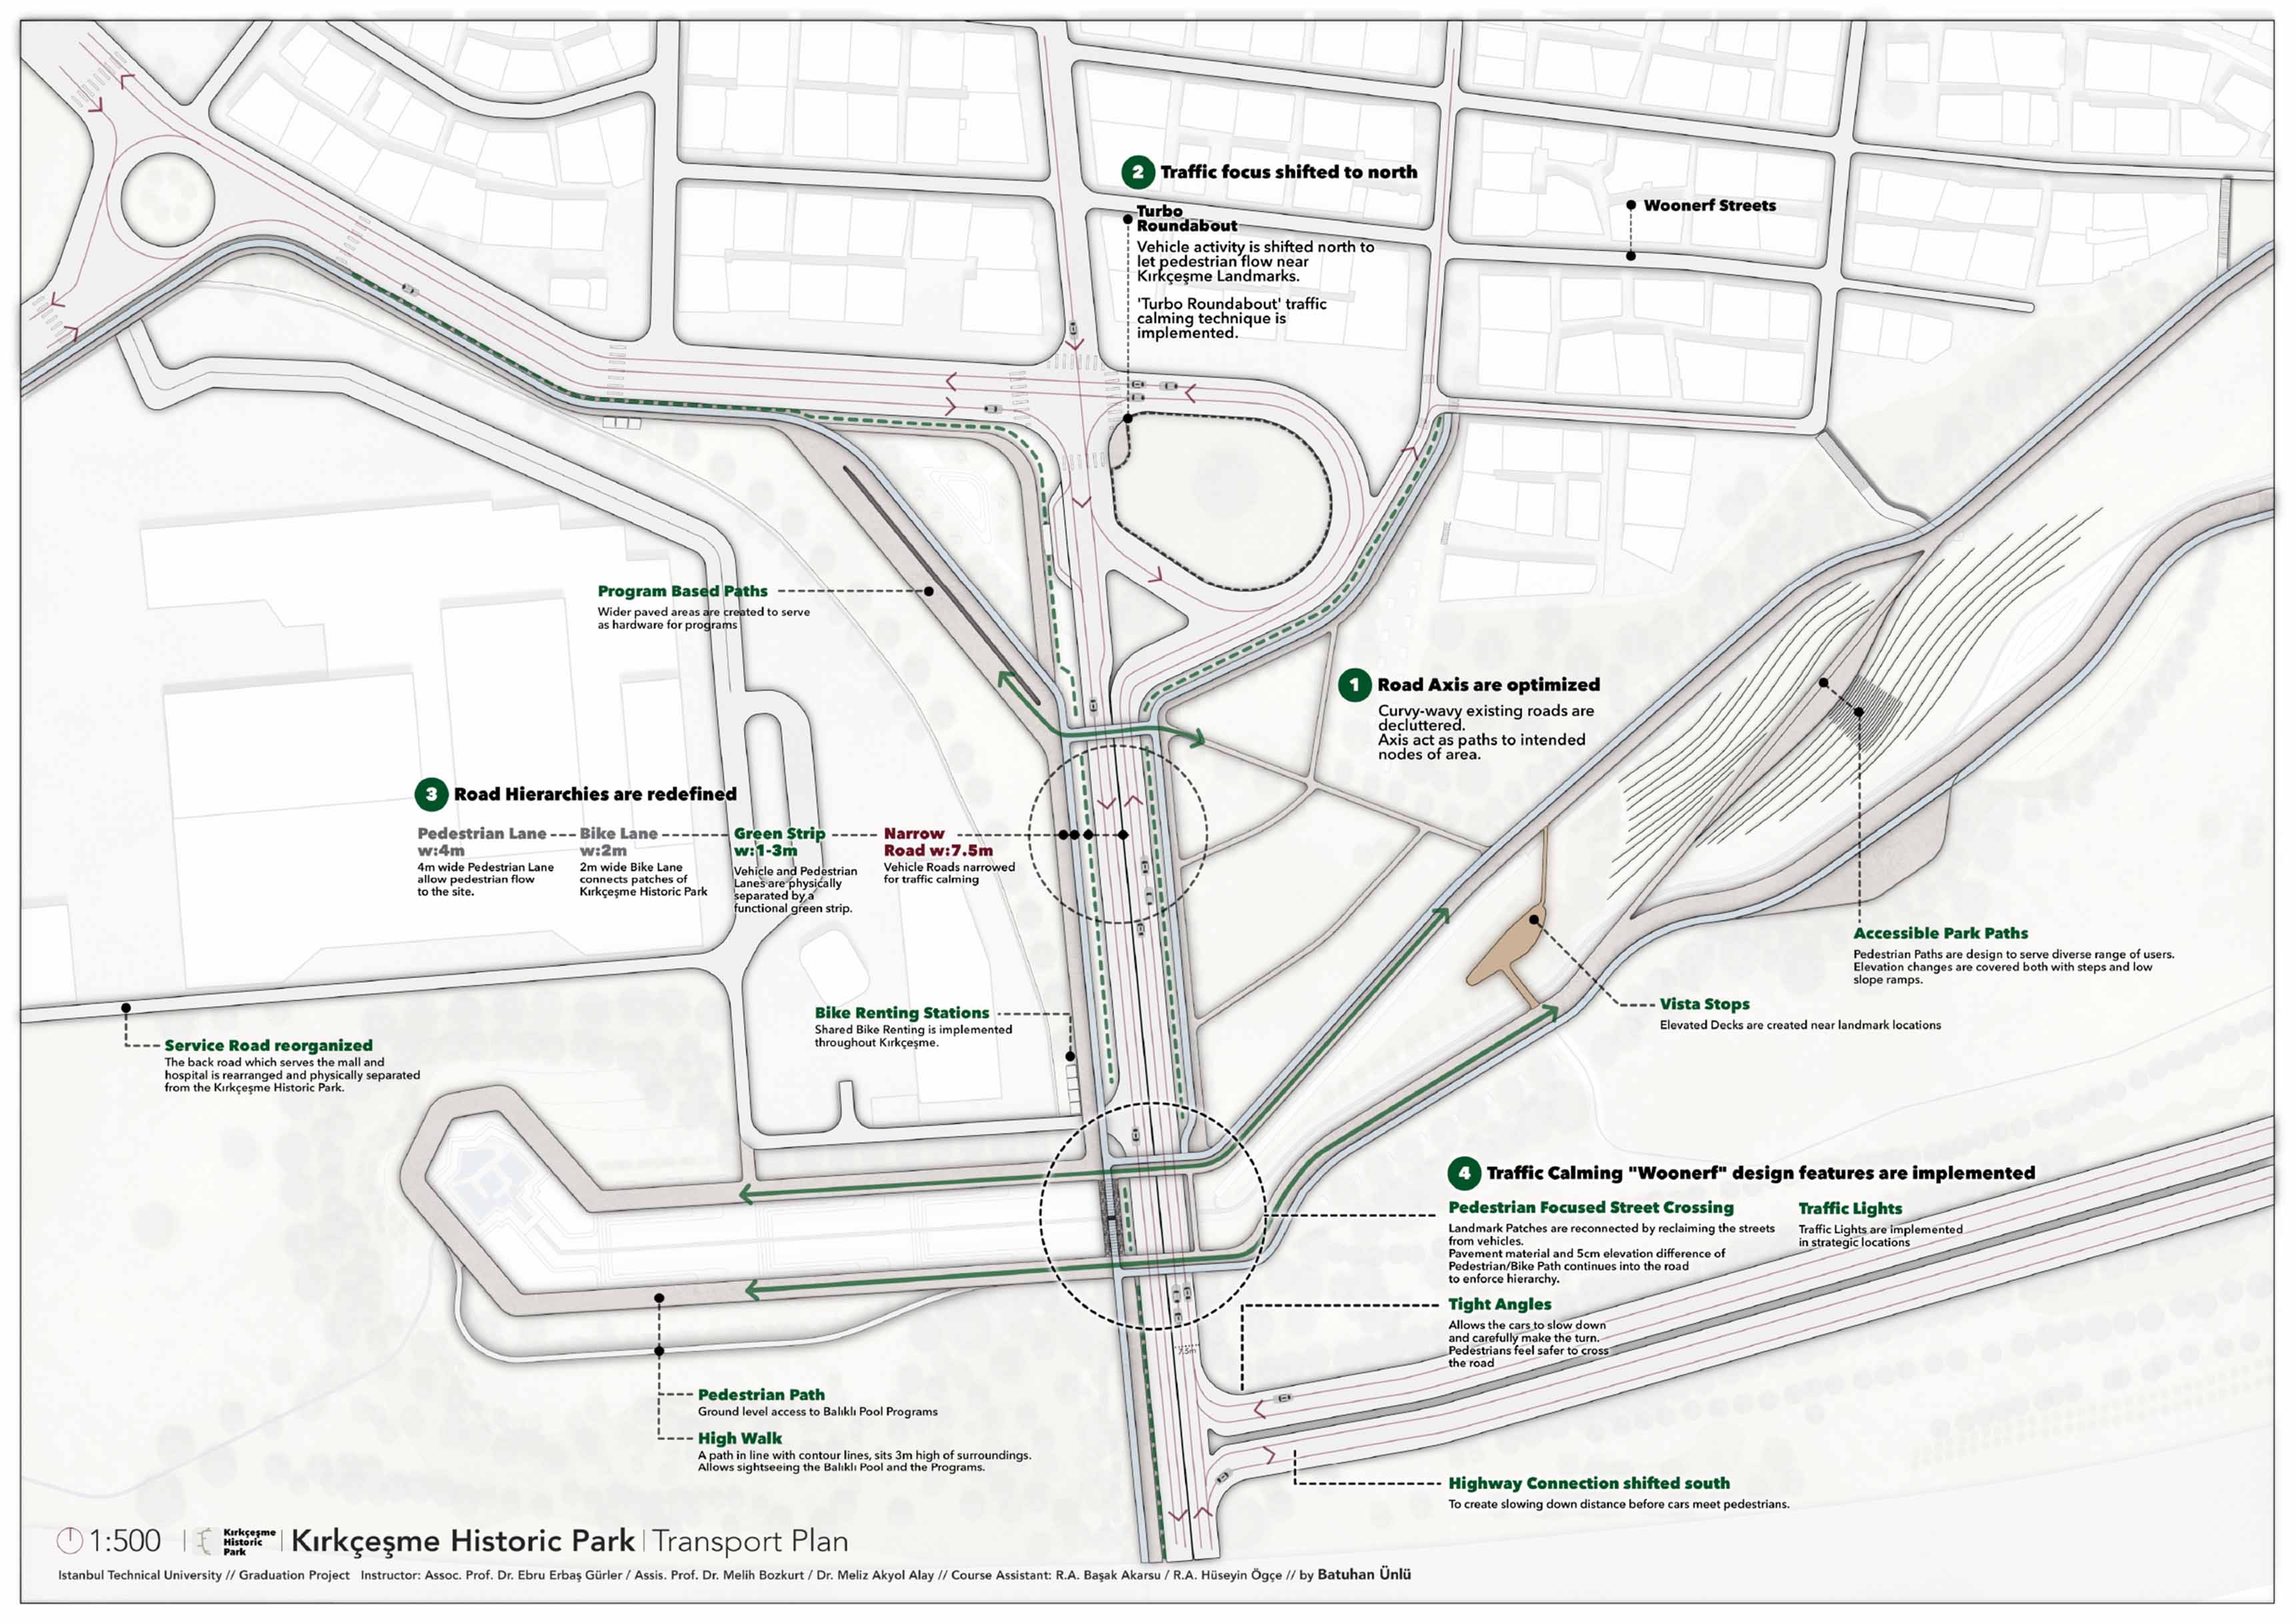 2 Traffic focus shifted to north
Turbo
Roundabout
Vehicle activity is shifted north to
let pedestrian flow near
Kırkçeşme Landmarks.
'Turbo Roundabout' traffic
calming technique is
implemented.
Woonerf Streets
Program Based Paths
Wider paved areas are created to serve
as hardware for programs
1 Road Axis are optimized
Curvy-wavy existing roads are
decluttered.
Axis act as paths to intended
nodes of area.
3 Road Hierarchies are redefined
Pedestrian Lane
w:4m
4m wide Pedestrian Lane
allow pedestrian flow
to the site.
Bike Lane
w:2m
2m wide Bike Lane
connects patches of
Kırkçeşme Historic Park
Green Strip
w:1-3m
Vehicle and Pedestrian
Lanes are physically
separated by a
functional green strip.
Narrow
Road w:7.5m
Vehicle Roads narrowed
for traffic calming
Accessible Park Paths
Pedestrian Paths are design to serve diverse range of users.
Elevation changes are covered both with steps and low
slope ramps.
Vista Stops
Elevated Decks are created near landmark locations
Bike Renting Stations
Shared Bike Renting is implemented
throughout Kırkçeşme.
Service Road reorganized
The back road which serves the mall and
hospital is rearranged and physically separated
from the Kırkçeşme Historic Park.
4 Traffic Calming "Woonerf" design features are implemented
Pedestrian Focused Street Crossing
Landmark Patches are reconnected by reclaiming the streets
from vehicles.
Pavement material and 5cm elevation difference of
Pedestrian/Bike Path continues into the road
to enforce hierarchy.
Traffic Lights
Traffic Lights are implemented
in strategic locations
Tight Angles
Allows the cars to slow down
and carefully make the turn.
Pedestrians feel safer to cross
the road
7.5m
Pedestrian Path
Ground level access to Balıklı Pool Programs
High Walk
A path in line with contour lines, sits 3m high of surroundings.
Allows sightseeing the Balıklı Pool and the Programs.
Highway Connection shifted south
To create slowing down distance before cars meet pedestrians.
1:500 | Kırkçeşme Historic Park | Kırkçeşme Historic Park | Transport Plan
Istanbul Technical University // Graduation Project Instructor: Assoc. Prof. Dr. Ebru Erbaş Gürler / Assis. Prof. Dr. Melih Bozkurt / Dr. Meliz Akyol Alay // Course Assistant: R.A. Başak Akarsu / R.A. Hüseyin Ögçe // by Batuhan Ünlü